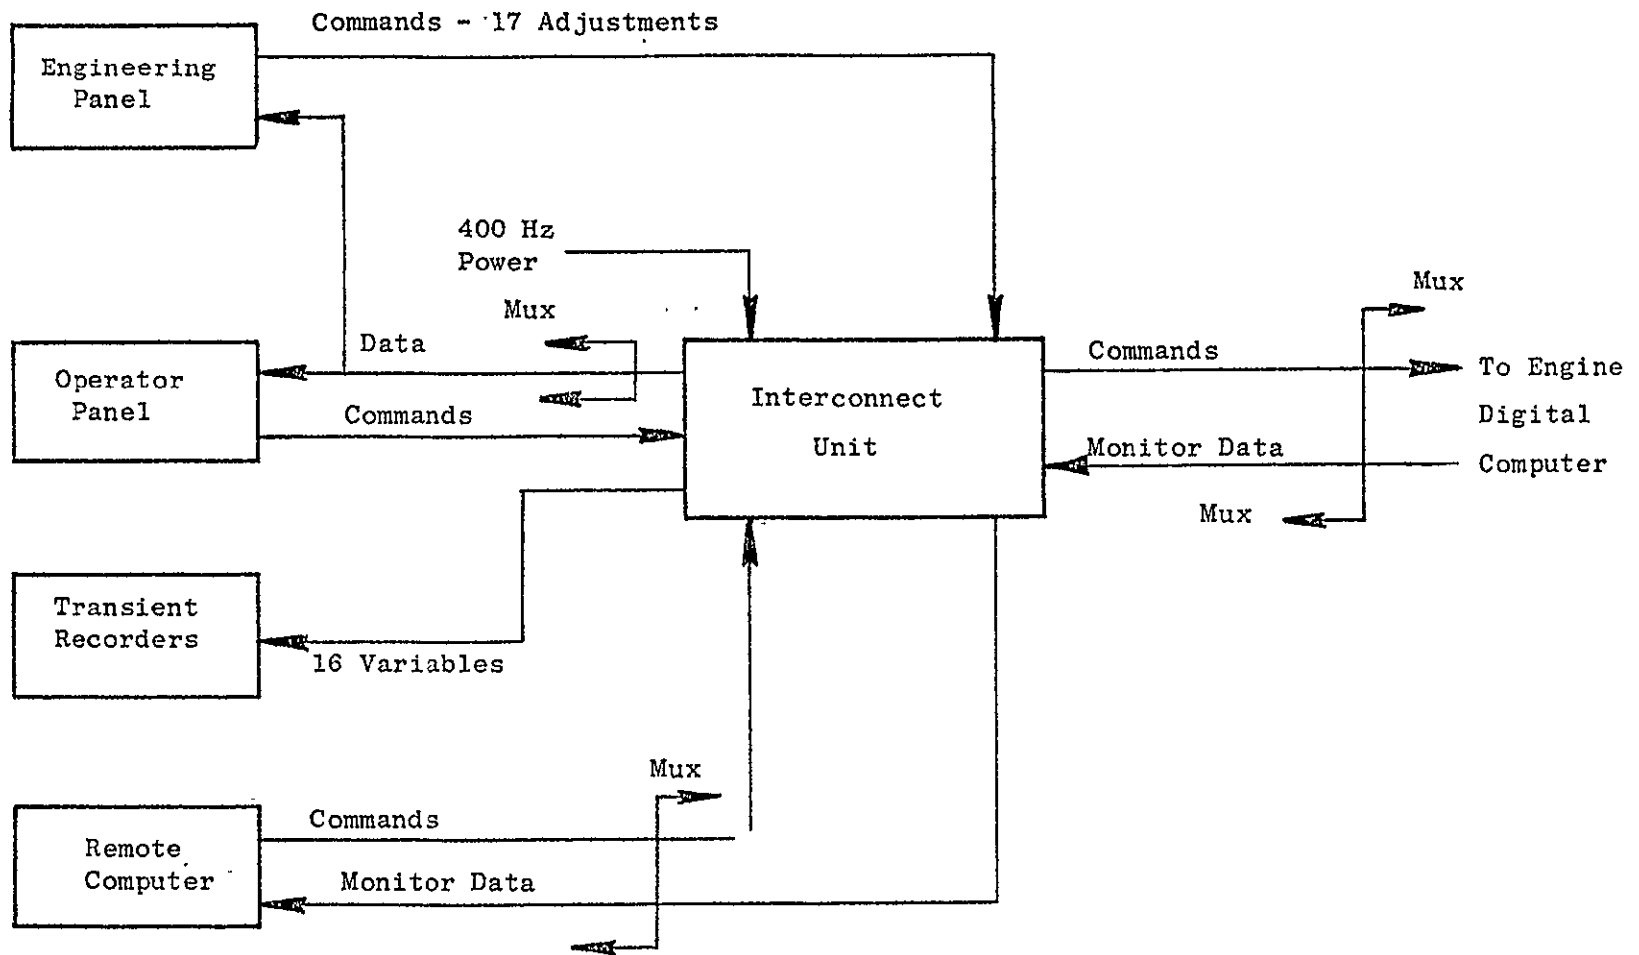 Commands - 17 Adjustments
Engineering
Panel
400 Hz
Power
Mux
Data
Operator
Panel
Commands
Interconnect
Unit
Mux
Commands
To Engine
Digital
Monitor Data
Computer
Mux
Transient
Recorders
16 Variables
Mux
Commands
Remote
Computer
Monitor Data